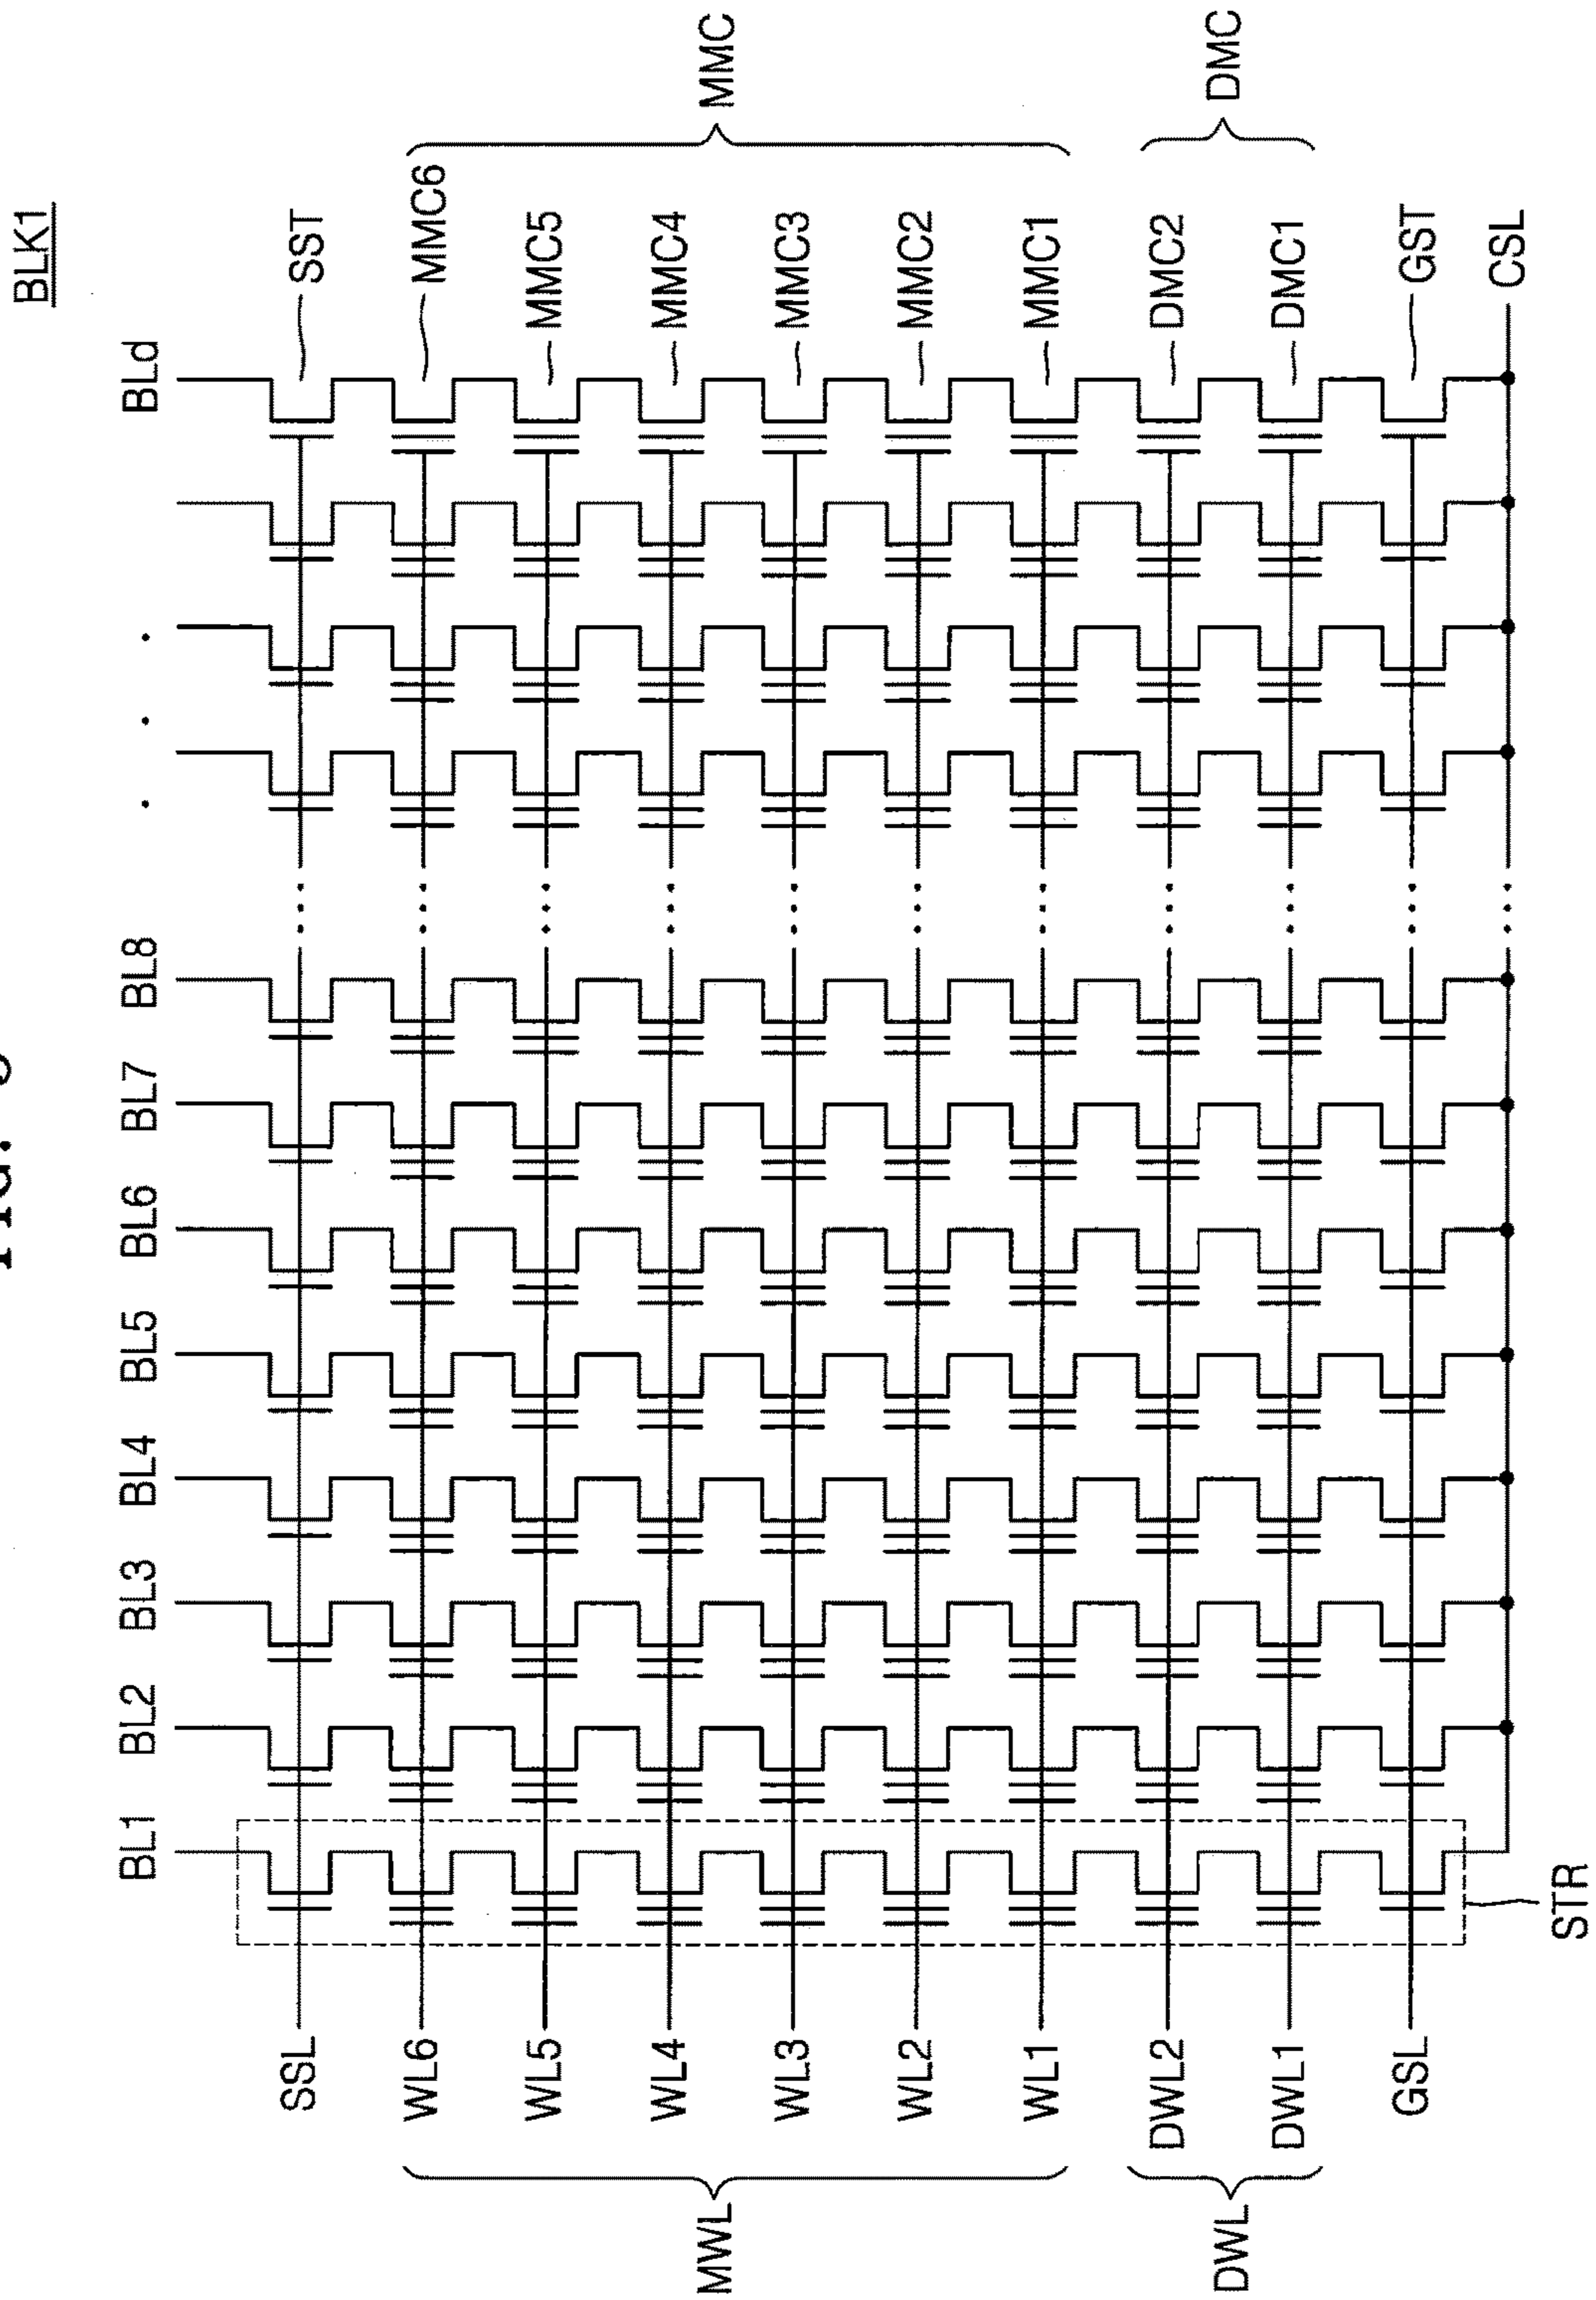 FIG.
BLK1
BL1 BL2 BL3 BL4 BL5 BL6 BL7 BL8 . . . BLd
SSL SST
WL6 MMC6
WL5 MMC5
WL4 MMC4
MWL MMC
WL3 MMC3
WL2 MMC2
WL1 MMC1
DWL2 DMC2
DWL DMC
DWL1 DMC1
GSL GST
CSL
STR